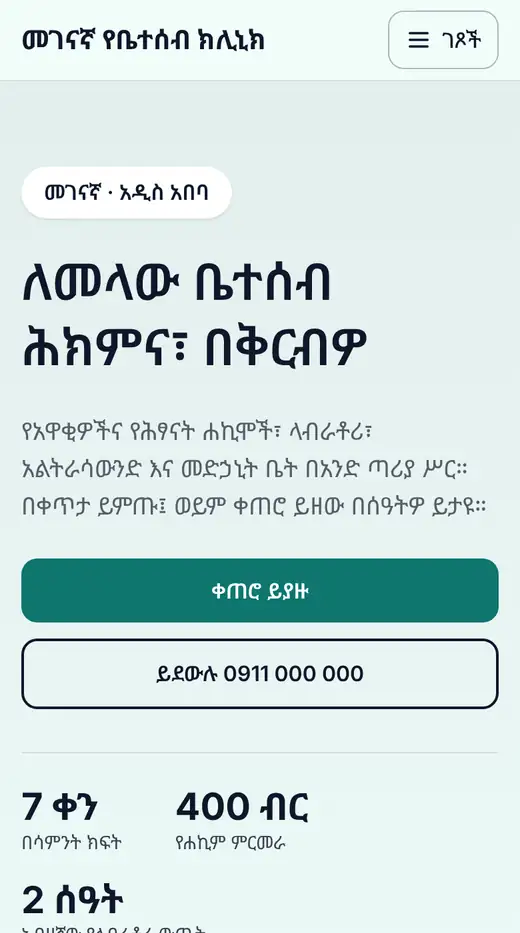 መገናኛ የቤተሰብ ክሊኒክ
ገጾች
መገናኛ · አዲስ አበባ
ለመላው ቤተሰብ
ሕክምና፣ በቅርብዎ
የአዋቂዎችና የሕፃናት ሐኪሞች፣ ላብራቶሪ፣
አልትራሳውንድ እና መድኃኒት ቤት በአንድ ጣሪያ ሥር።
በቀጥታ ይምጡ፤ ወይም ቀጠሮ ይዘው በሰዓትዎ ይታዩ።
ቀጠሮ ይያዙ
ይደውሉ 0911 000 000
7 ቀን
400 ብር
በሳምንት ክፍት
የሐኪም ምርመራ
2 ሰዓት